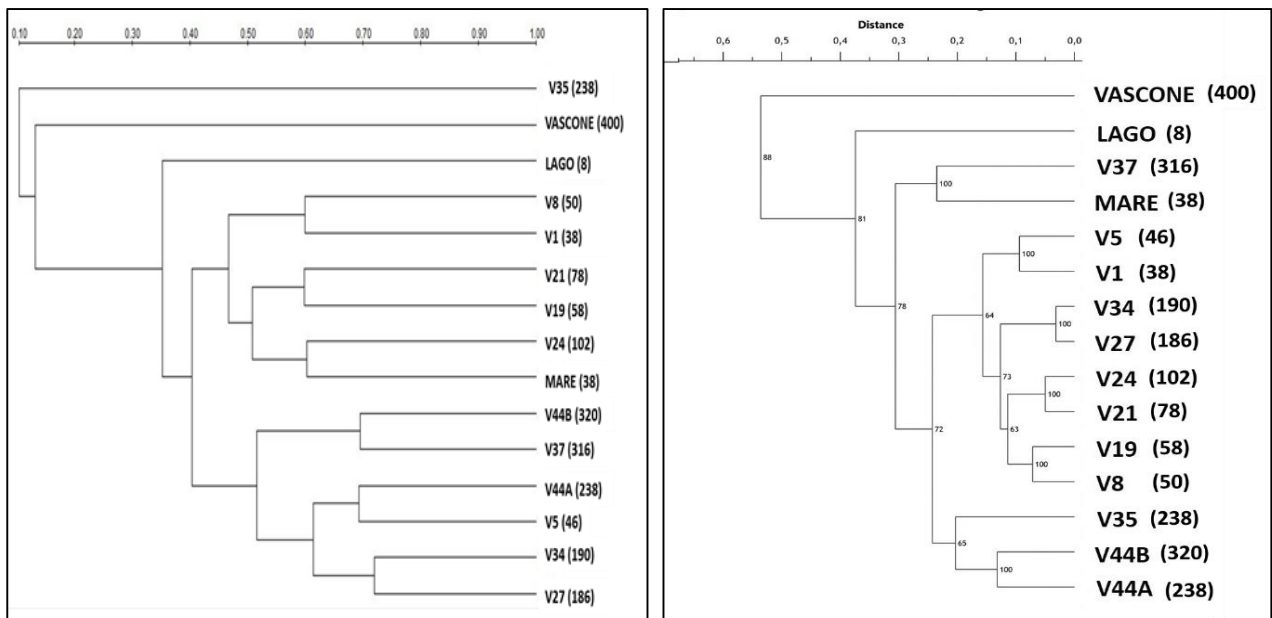 0.10 0.20 0.30 0.40 0.50 0.60 0.70 0.80 0.90 1.00
V35 (238)
VASCONE (400)
LAGO (8)
V8 (50)
V1 (38)
V21 (78)
V19 (58)
V24 (102)
MARE (38)
V44B (320)
V37 (316)
V44A (238)
V5 (46)
V34 (190)
V27 (186)
Distance
0,6 0,5 0,4 0,3 0,2 0,1 0,0
VASCONE (400)
88
LAGO (8)
V37 (316)
100
MARE (38)
81
V5 (46)
100
V1 (38)
78
V34 (190)
64
100
V27 (186)
73
V24 (102)
100
V21 (78)
63
72
V19 (58)
100
V8 (50)
V35 (238)
65
V44B (320)
100
V44A (238)